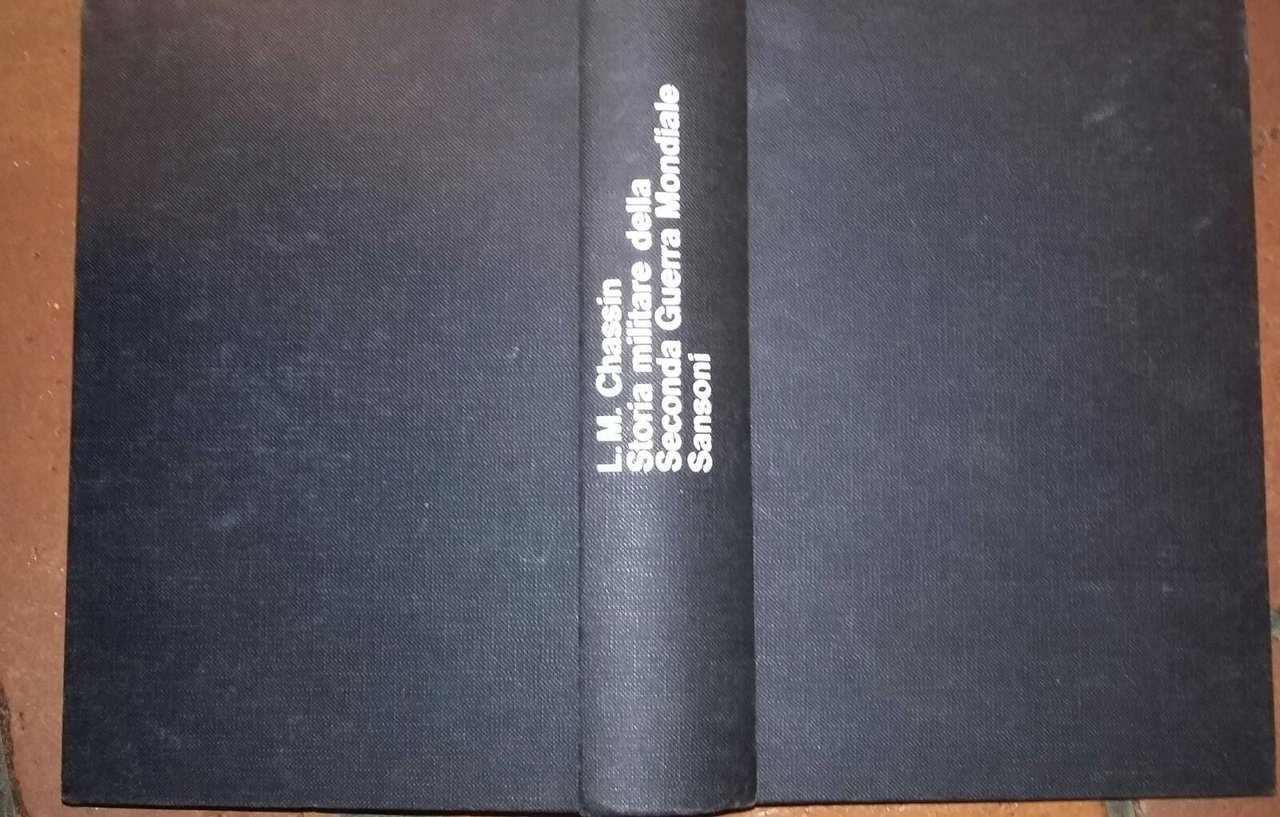 L. M. Chassin
Storia militare della
Seconda Guerra Mondiale
Sansoni